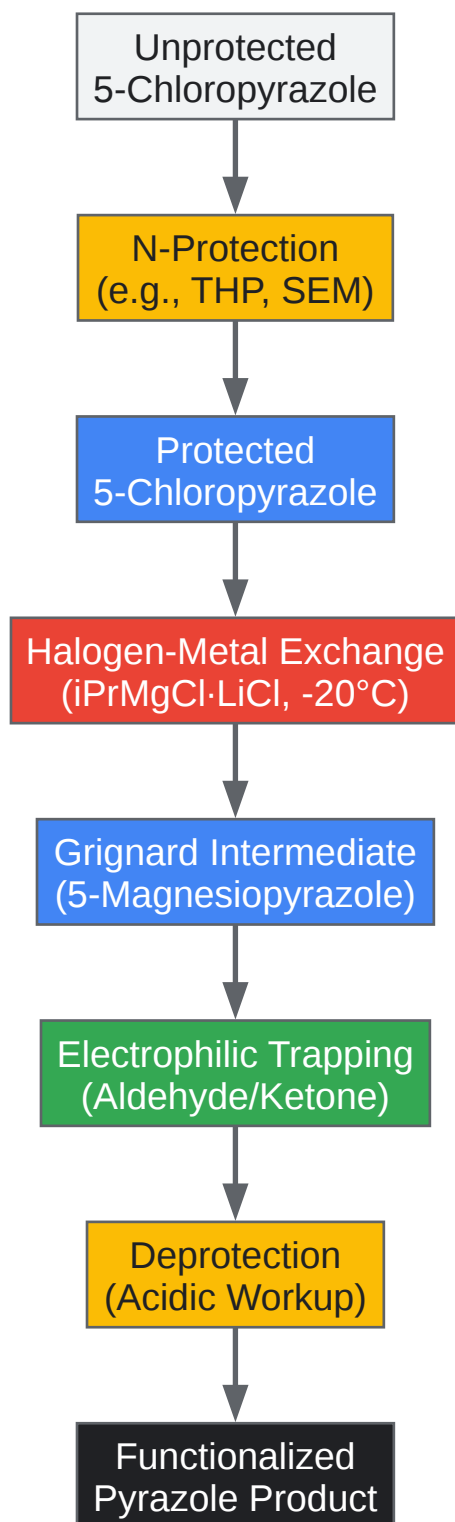 Unprotected
5-Chloropyrazole
N-Protection
(e.g., THP, SEM)
Protected
5-Chloropyrazole
Halogen-Metal Exchange
(iPrMgCl·LiCl, -20°C)
Grignard Intermediate
(5-Magnesiopyrazole)
Electrophilic Trapping
(Aldehyde/Ketone)
Deprotection
(Acidic Workup)
Functionalized
Pyrazole Product